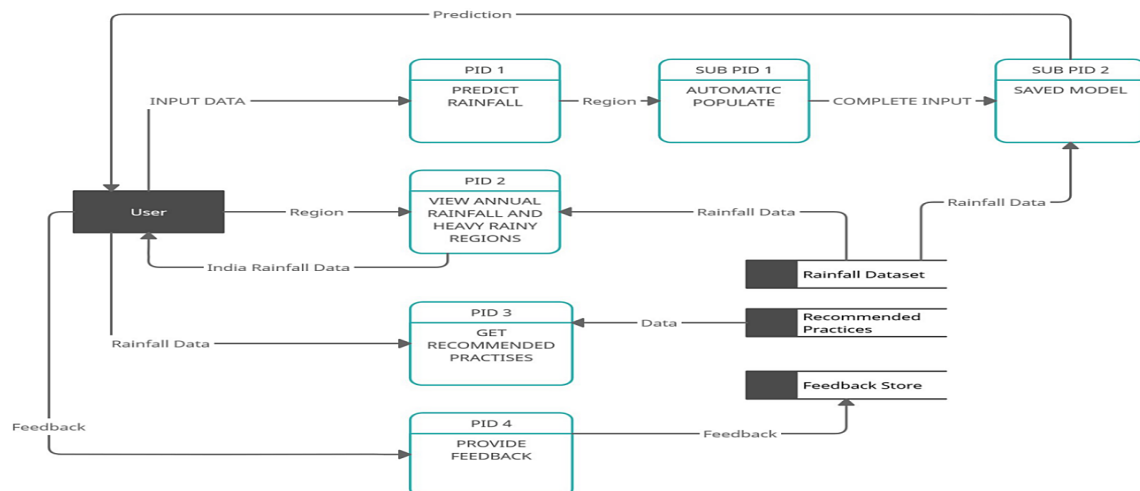 Prediction
PID 1
PREDICT
RAINFALL
SUB PID 1
AUTOMATIC
POPULATE
SUB PID 2
SAVED MODEL
INPUT DATA
Region
COMPLETE INPUT
PID 2
VIEW ANNUAL
RAINFALL AND
HEAVY RAINY
REGIONS
User
Region
Rainfall Data
Rainfall Data
India Rainfall Data
Rainfall Dataset
PID 3
GET
RECOMMENDED
PRACTISES
Data
Recommended
Practices
Rainfall Data
Feedback Store
PID 4
PROVIDE
FEEDBACK
Feedback
Feedback